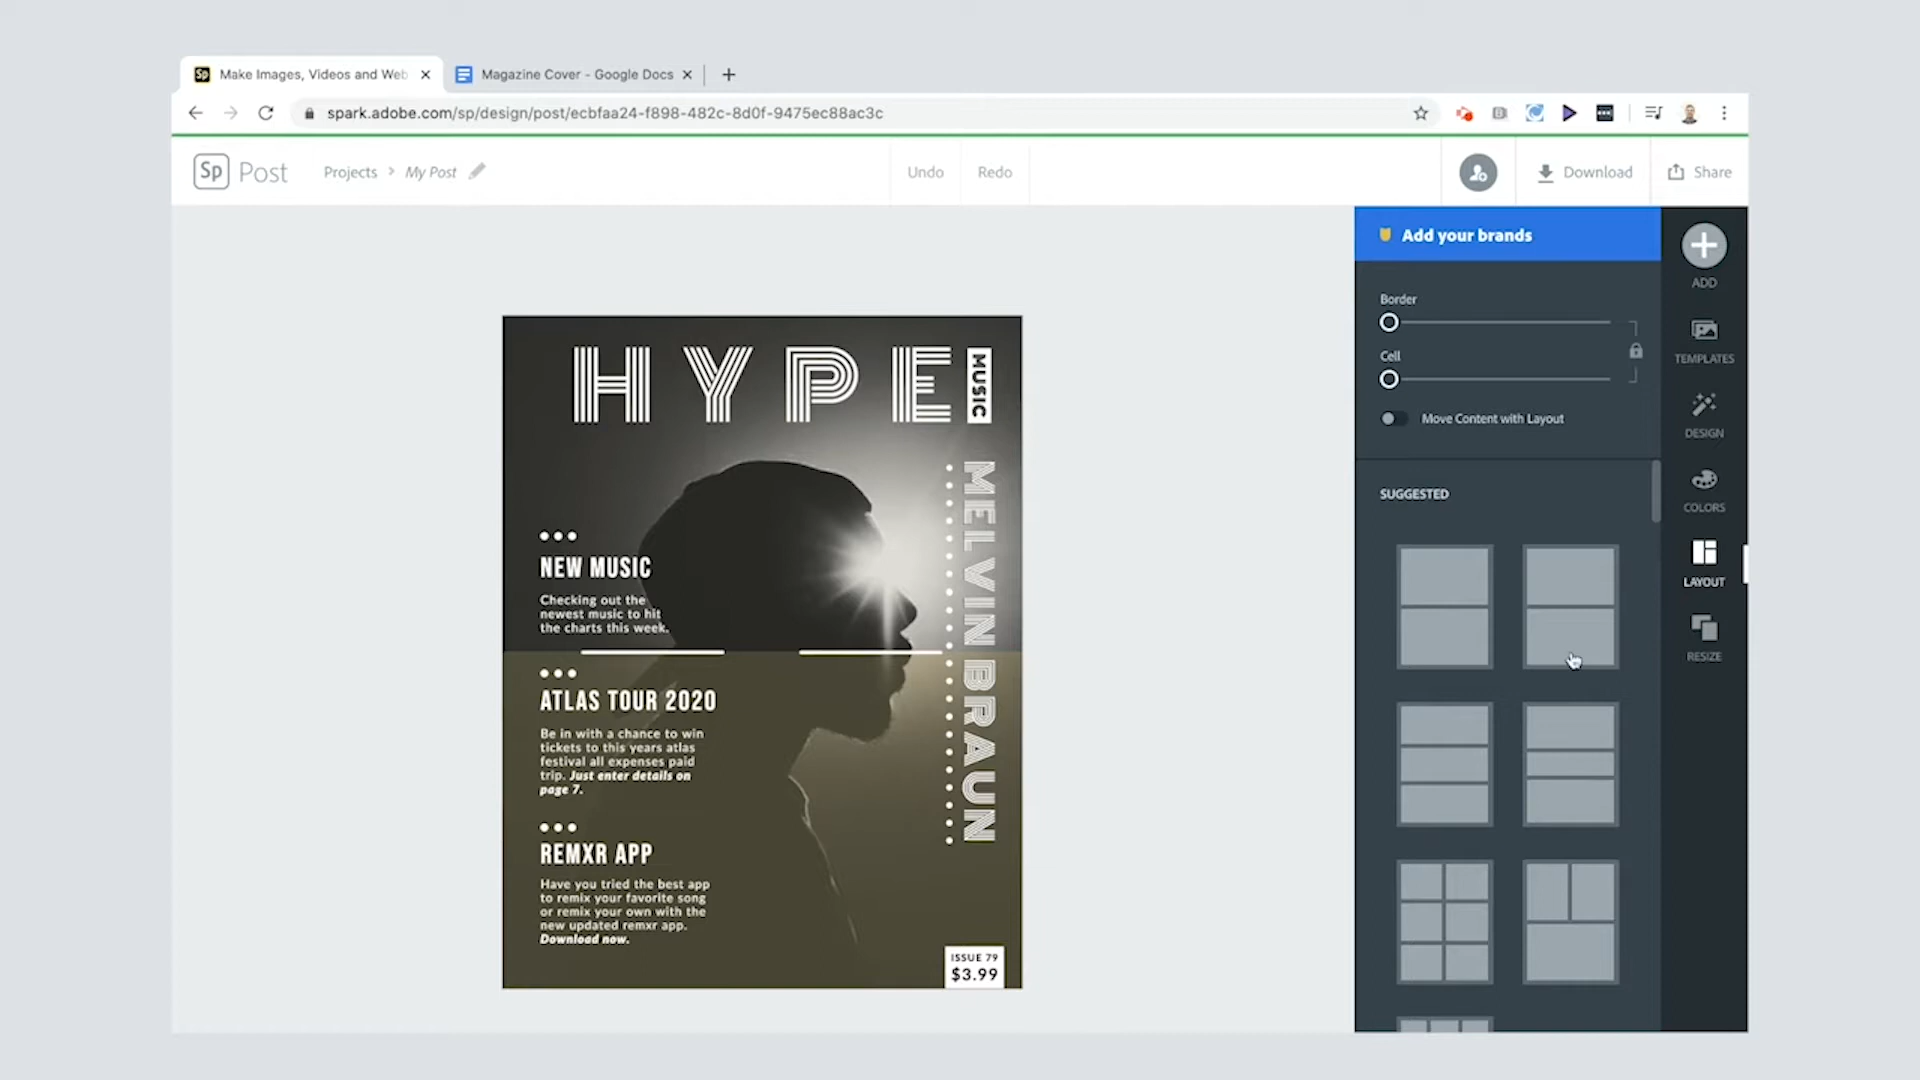 Sp Make Images, Videos and Web
Magazine Cover - Google Docs
spark.adobe.com/sp/design/post/ecbfaa24-f898-482c-8d0f-9475ec88ac3c
Sp Post
Projects > My Post
Undo
Redo
Download
Share
Add your brands
Border
Cell
Move Content with Layout
SUGGESTED
ADD
TEMPLATES
DESIGN
COLORS
LAYOUT
RESIZE
HYPE
MUSIC
MELVIN BRAUN
NEW MUSIC
Checking out the
newest music to hit
the charts this week.
ATLAS TOUR 2020
Be in with a chance to win
tickets to this years atlas
festival all expenses paid
trip. Just enter details on
page 7.
REMXR APP
Have you tried the best app
to remix your favorite song
or remix your own with the
new updated remxr app.
Download now.
ISSUE 79
$3.99